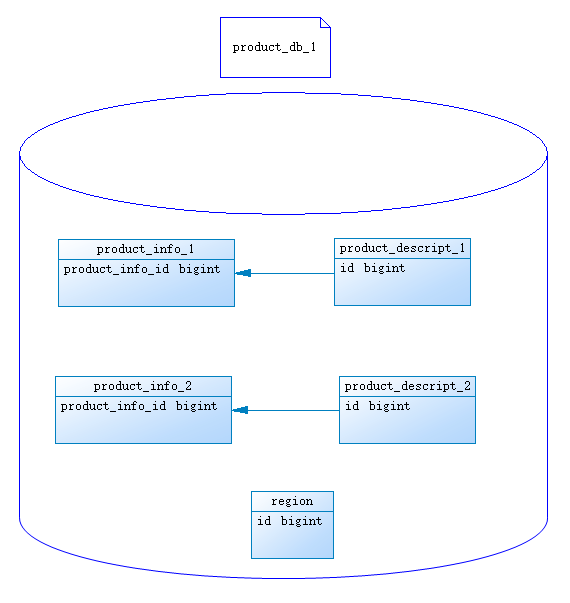 product_db_1
product_info_1
product_info_id bigint
product_descript_1
id bigint
product_info_2
product_info_id bigint
product_descript_2
id bigint
region
id bigint